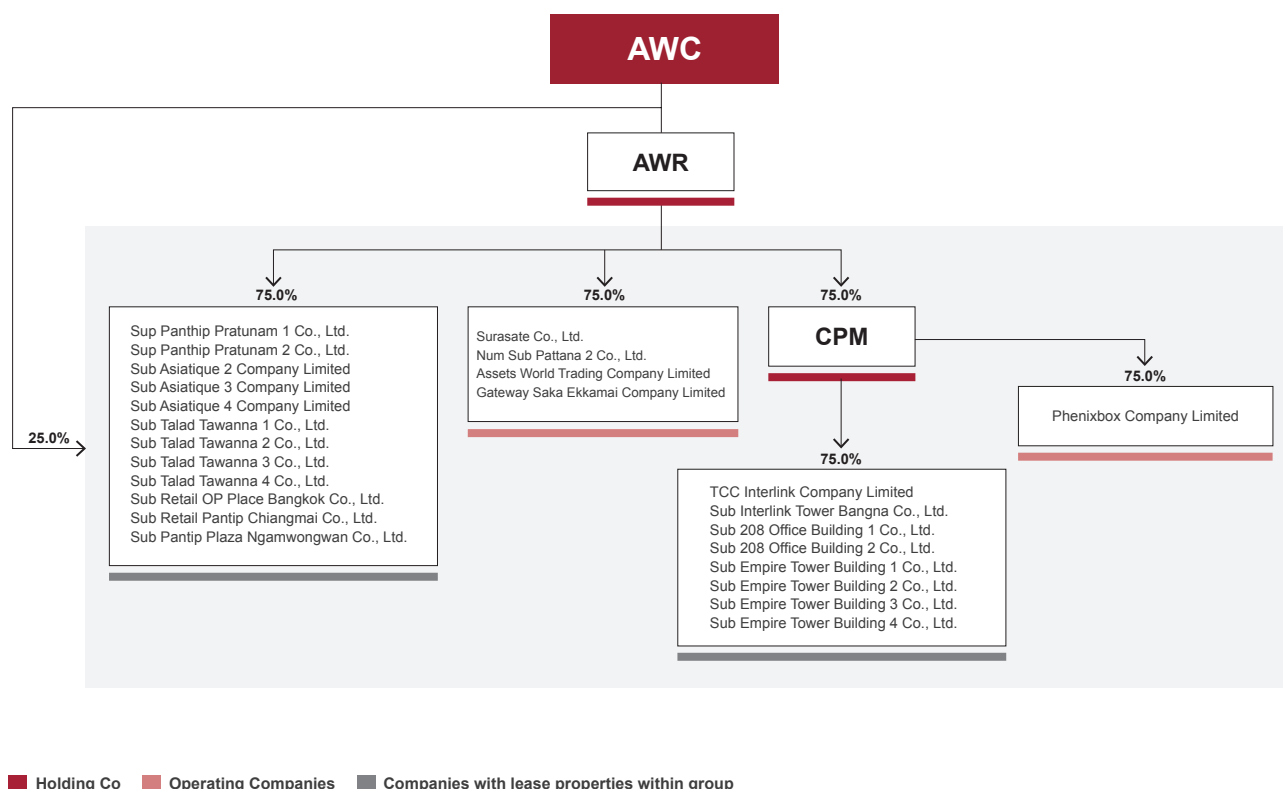 AWC
AWR
75.0%
75.0%
75.0%
Sup Panthip Pratunam 1 Co., Ltd.
Sup Panthip Pratunam 2 Co., Ltd.
Sub Asiatique 2 Company Limited
Sub Asiatique 3 Company Limited
Sub Asiatique 4 Company Limited
Sub Talad Tawanna 1 Co., Ltd.
Sub Talad Tawanna 2 Co., Ltd.
Sub Talad Tawanna 3 Co., Ltd.
Sub Talad Tawanna 4 Co., Ltd.
Sub Retail OP Place Bangkok Co., Ltd.
Sub Retail Pantip Chiangmai Co., Ltd.
Sub Pantip Plaza Ngamwongwan Co., Ltd.
Surasate Co., Ltd.
Num Sub Pattana 2 Co., Ltd.
Assets World Trading Company Limited
Gateway Saka Ekkamai Company Limited
CPM
75.0%
Phenixbox Company Limited
25.0%
75.0%
TCC Interlink Company Limited
Sub Interlink Tower Bangna Co., Ltd.
Sub 208 Office Building 1 Co., Ltd.
Sub 208 Office Building 2 Co., Ltd.
Sub Empire Tower Building 1 Co., Ltd.
Sub Empire Tower Building 2 Co., Ltd.
Sub Empire Tower Building 3 Co., Ltd.
Sub Empire Tower Building 4 Co., Ltd.
Holding Co
Operating Companies
Companies with lease properties within group